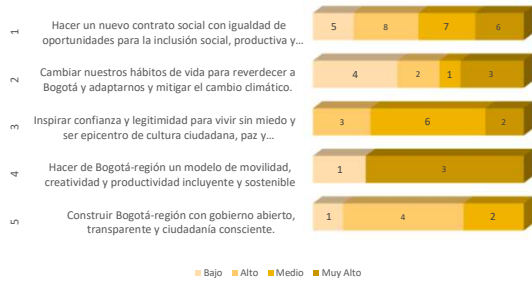 1
Hacer un nuevo contrato social con igualdad de
oportunidades para la inclusión social, productiva y…
5 8 7 6
2
Cambiar nuestros hábitos de vida para reverdecer a
Bogotá y adaptarnos y mitigar el cambio climático.
4 2 1 3
3
Inspirar confianza y legitimidad para vivir sin miedo y
ser epicentro de cultura ciudadana, paz y…
3 6 2
4
Hacer de Bogotá-región un modelo de movilidad,
creatividad y productividad incluyente y sostenible
1 3
5
Construir Bogotá-región con gobierno abierto,
transparente y ciudadanía consciente.
1 4 2
Bajo Alto Medio Muy Alto